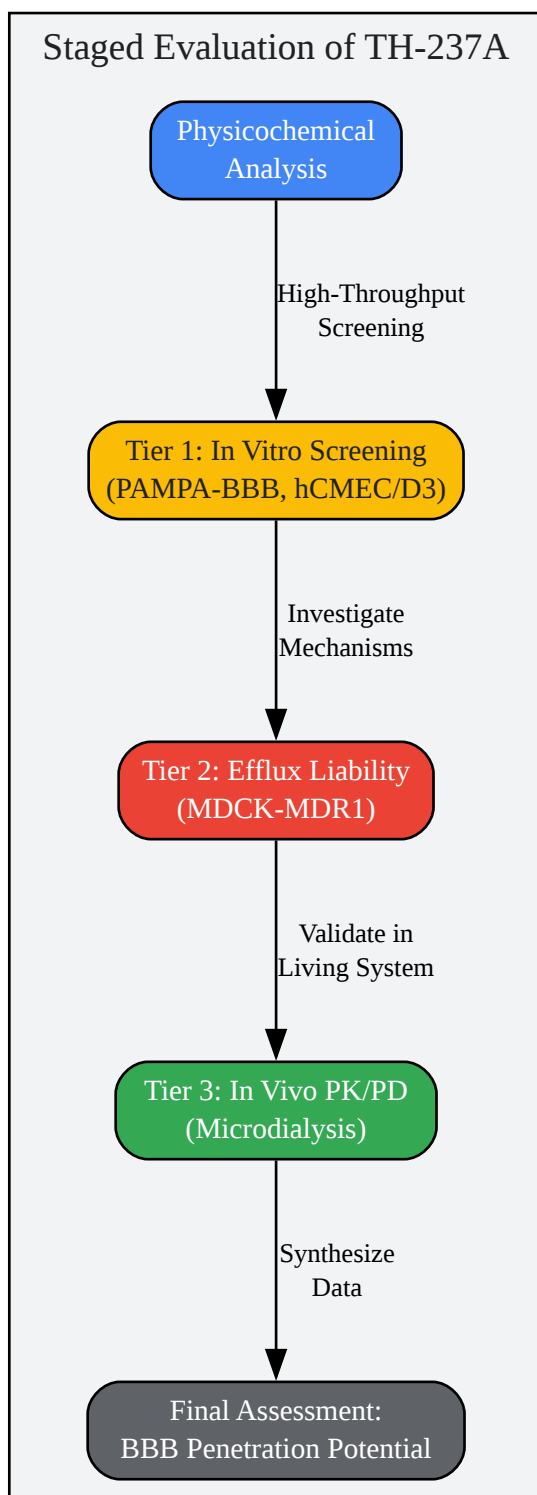 Staged Evaluation of TH-237A
Physicochemical
Analysis
High-Throughput
Screening
Tier 1: In Vitro Screening
(PAMPA-BBB, hCMEC/D3)
Investigate
Mechanisms
Tier 2: Efflux Liability
(MDCK-MDR1)
Validate in
Living System
Tier 3: In Vivo PK/PD
(Microdialysis)
Synthesize
Data
Final Assessment:
BBB Penetration Potential